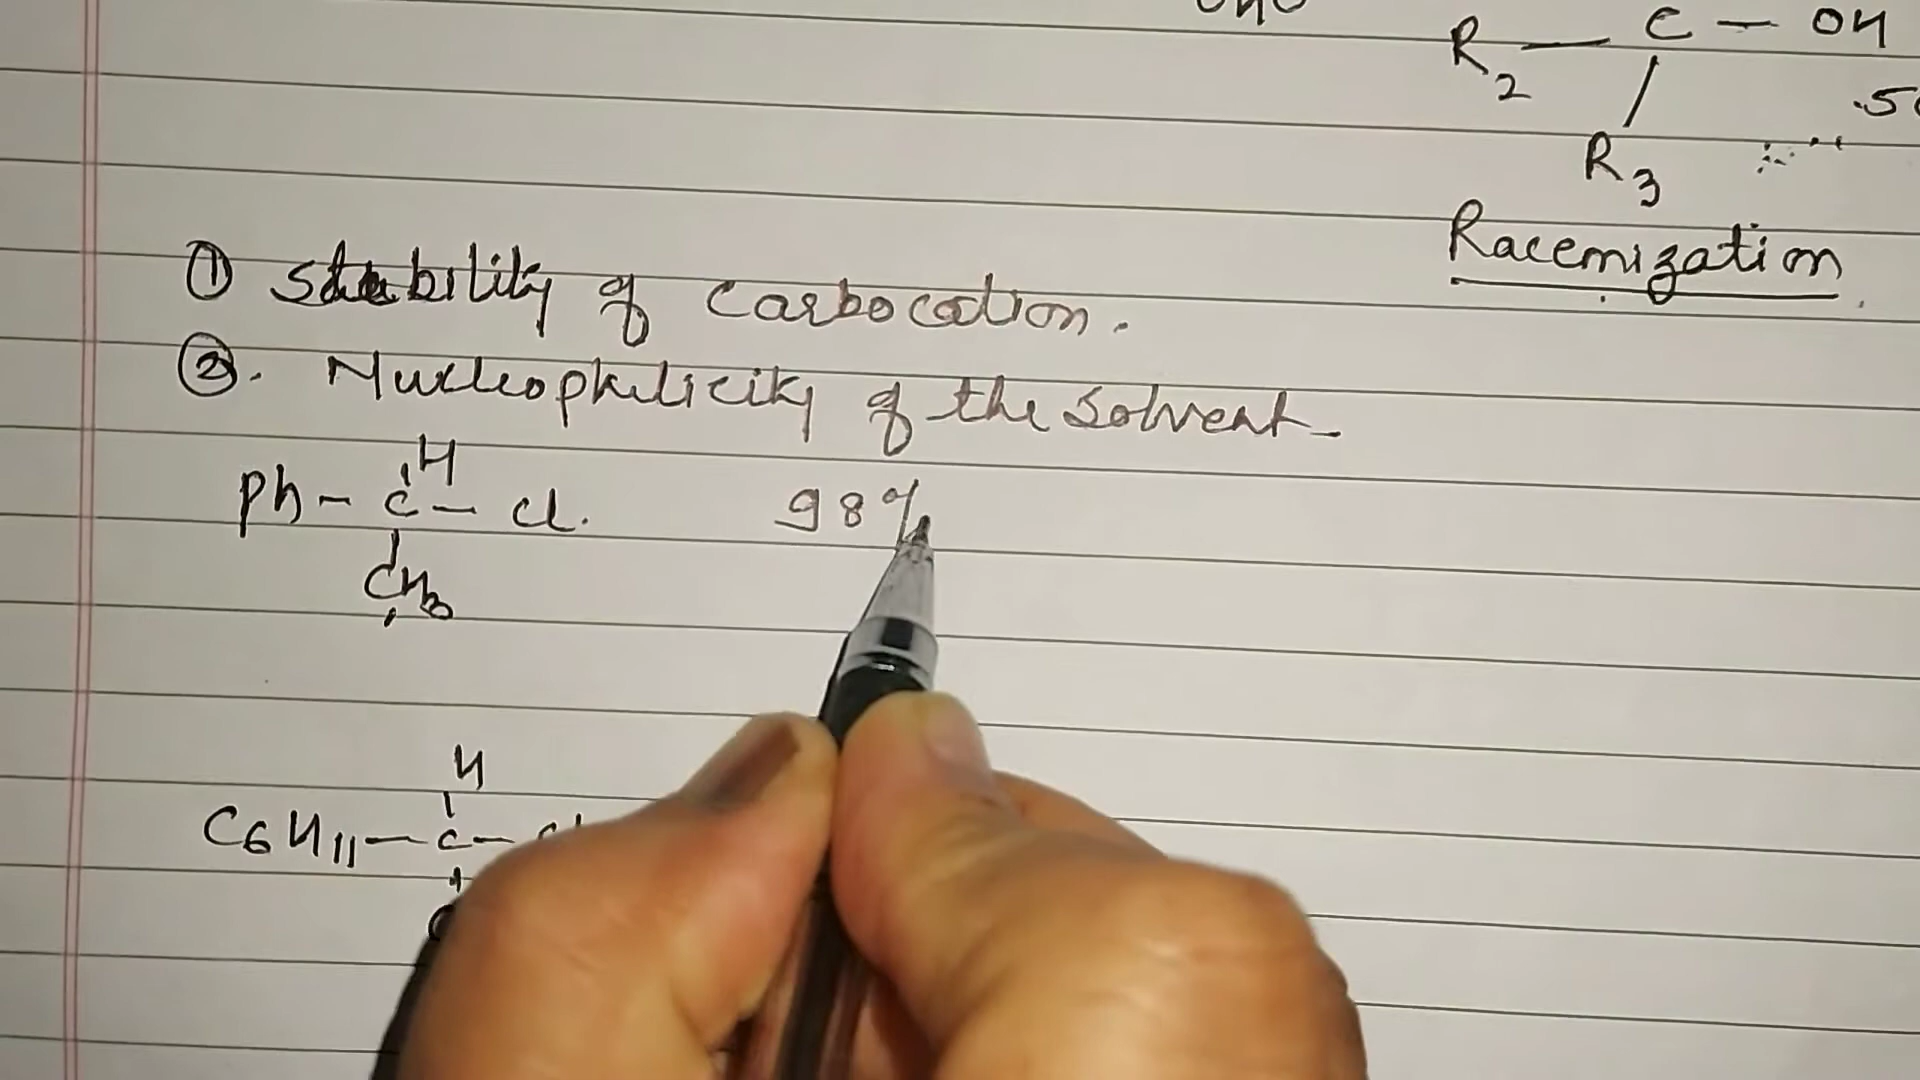 R2 — C — OH
R3
Racemization
① Stability of Carbocation.
②. Nucleophilicity of the Solvent-
H
Ph - C - Cl. 98%
CH3
H
C6H11 - C -